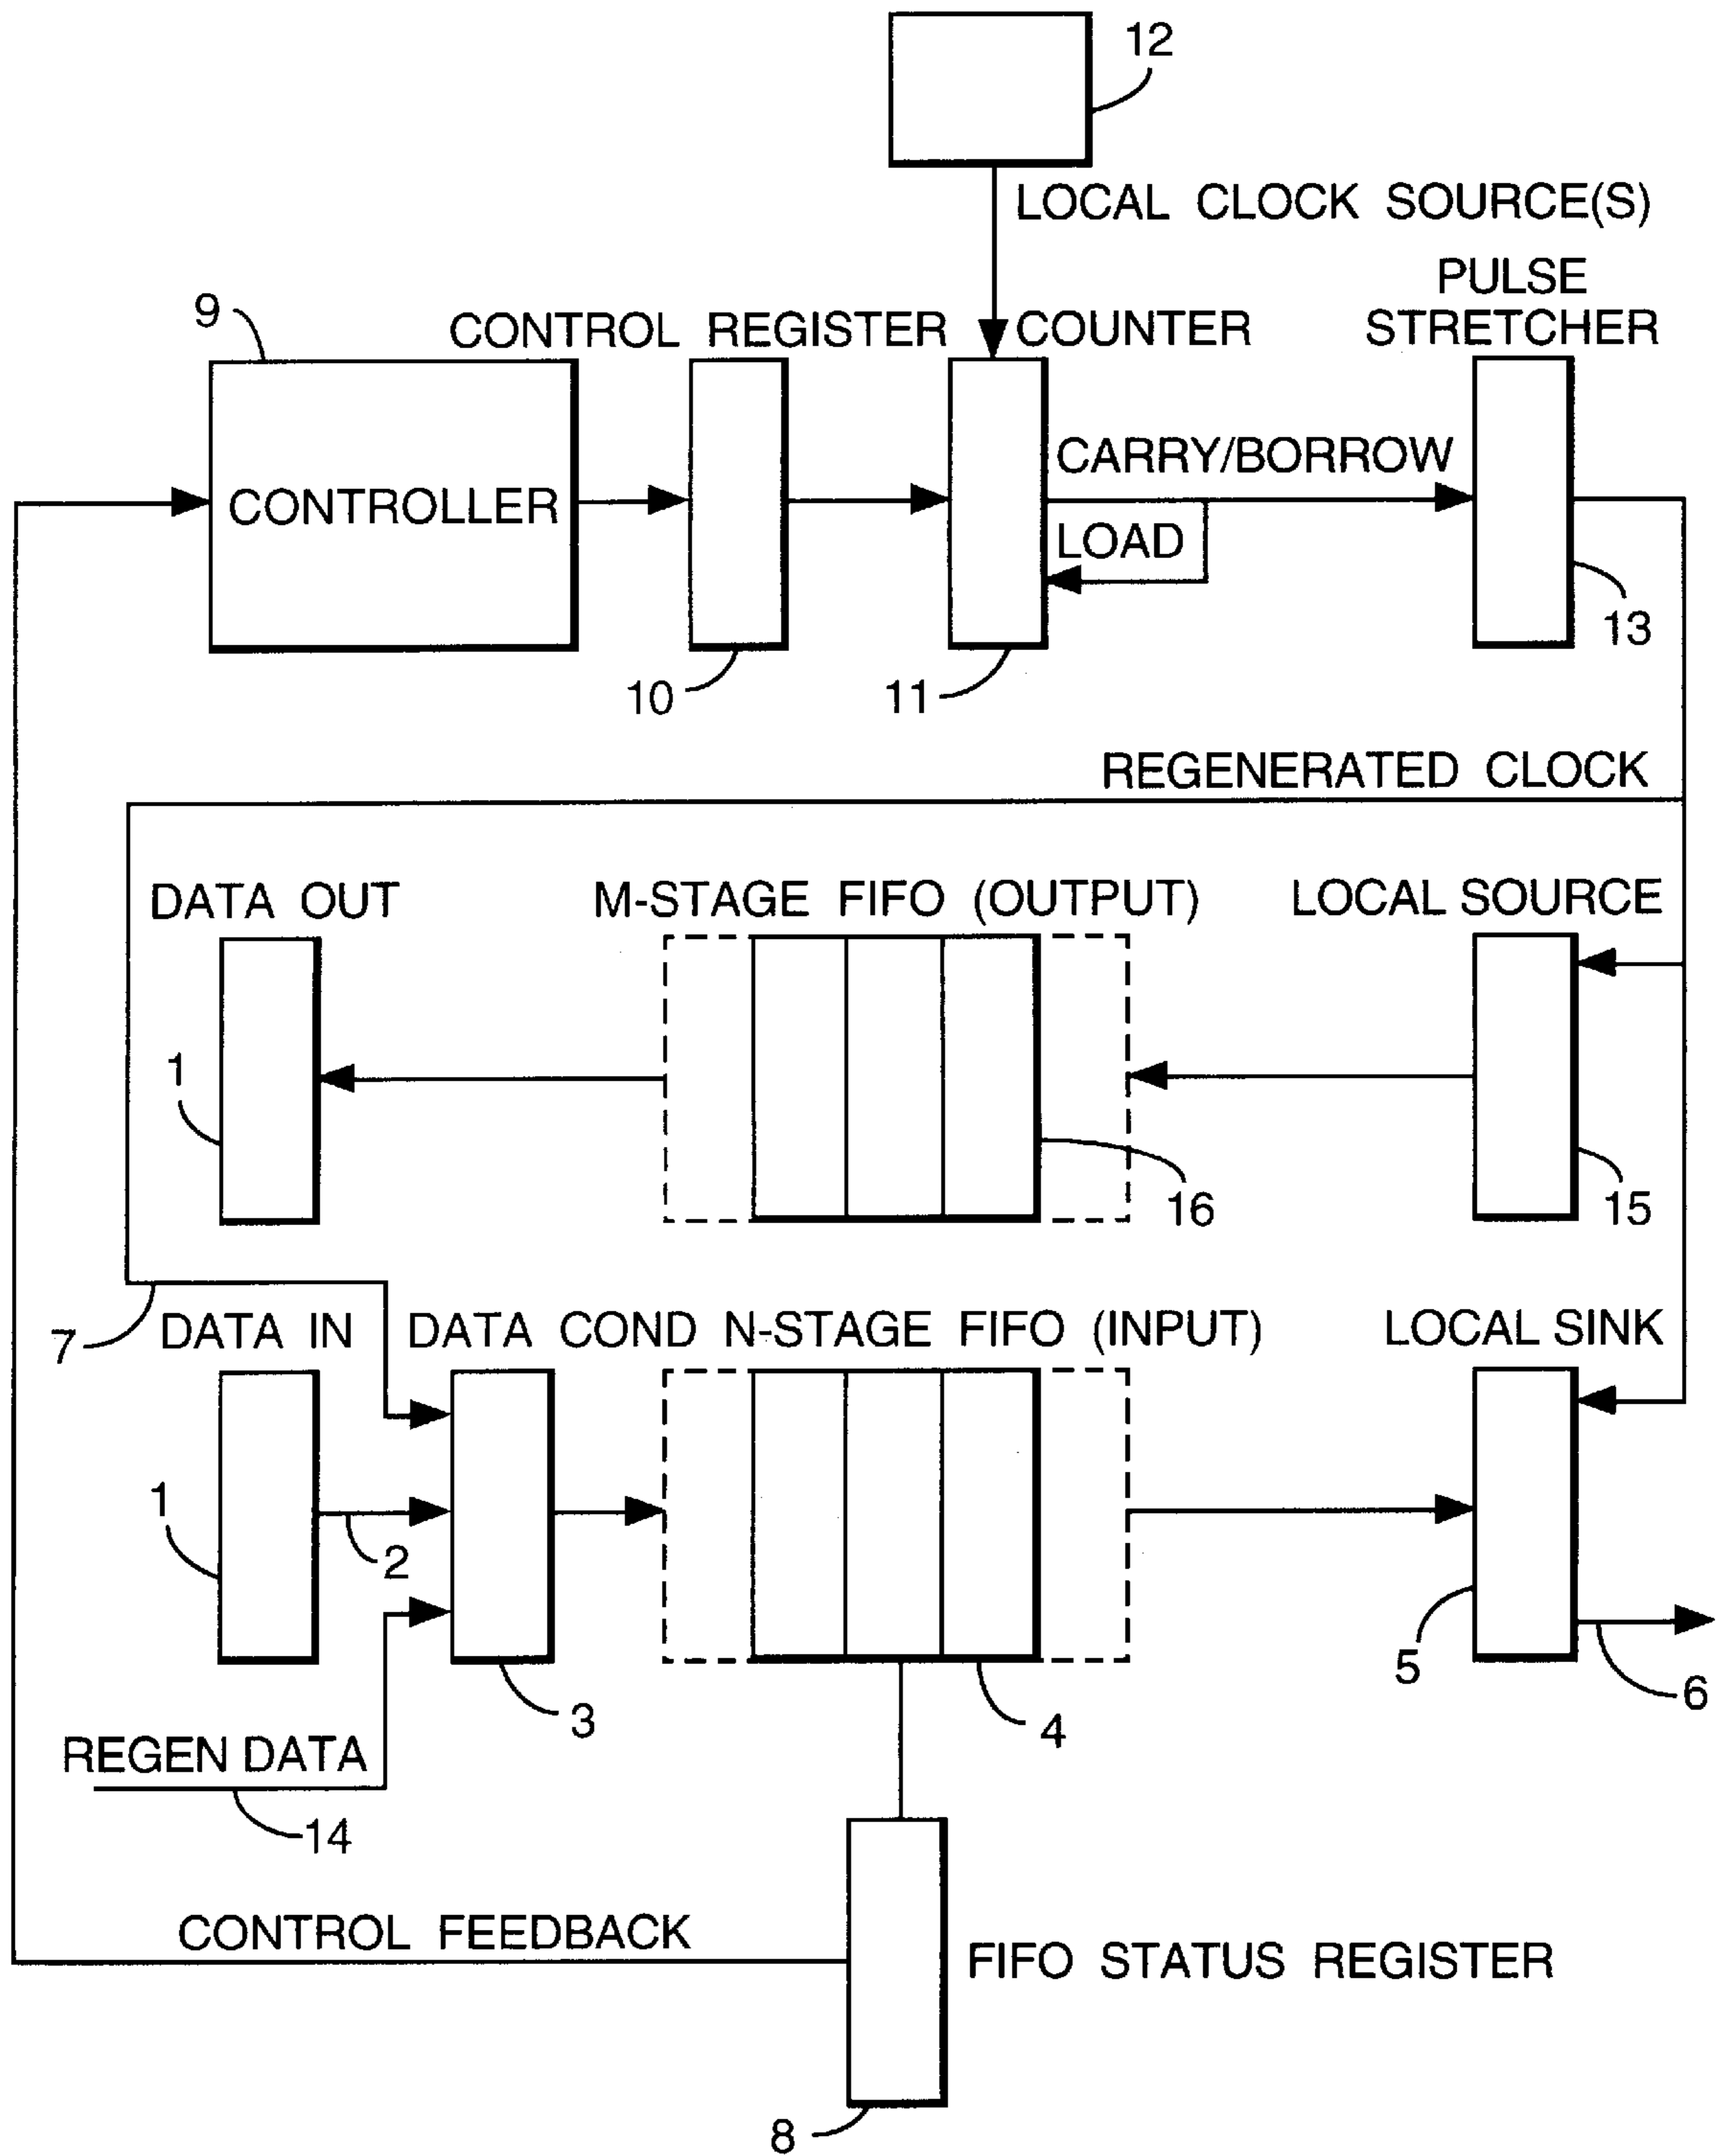 12
LOCAL CLOCK SOURCE(S)
PULSE
STRETCHER
9
CONTROL REGISTER
COUNTER
CARRY/BORROW
CONTROLLER
LOAD
13
10
11
REGENERATED CLOCK
DATA OUT
M-STAGE FIFO (OUTPUT)
LOCAL SOURCE
1
16
15
7
DATA IN
DATA COND
N-STAGE FIFO (INPUT)
LOCAL SINK
1
2
5
6
3
4
REGEN DATA
14
CONTROL FEEDBACK
FIFO STATUS REGISTER
8